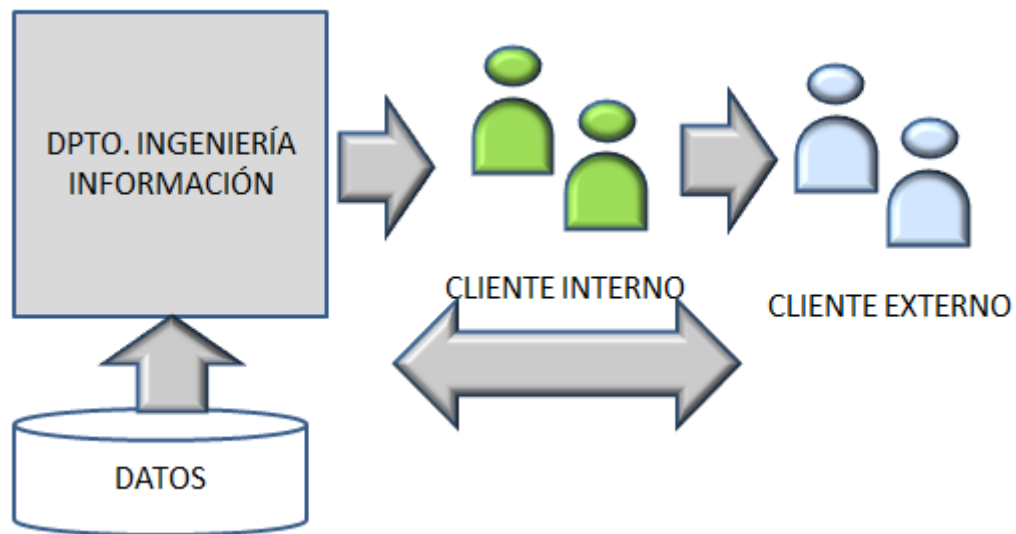 DPTO. INGENIERÍA
INFORMACIÓN
CLIENTE INTERNO
CLIENTE EXTERNO
DATOS